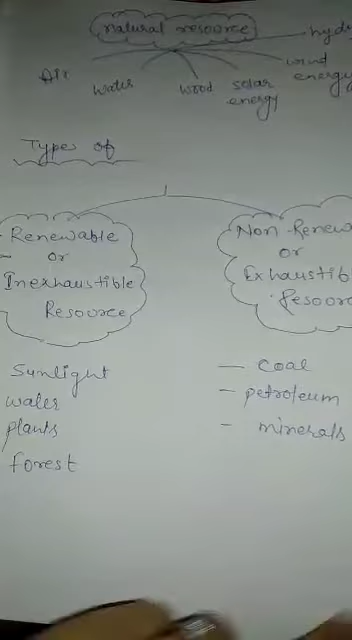 natural resource
hyd
Air
water
wood
solar energy
wind energy
Types of
Renewable
or
Inexhaustible
Resource
Non-Renew
or
Exhaustib
Resour
Sunlight
water
plants
forest
— coal
– petroleum
– minerals